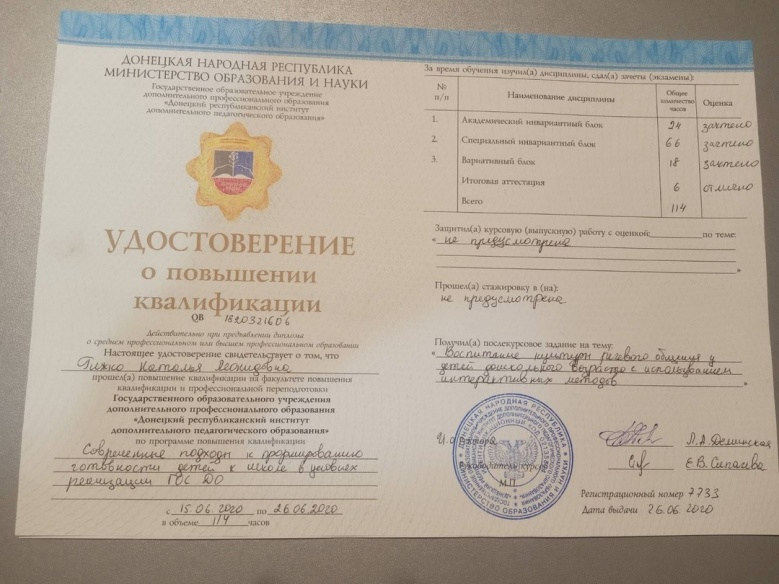 ДОНЕЦКАЯ НАРОДНАЯ РЕСПУБЛИКА
МИНИСТЕРСТВО ОБРАЗОВАНИЯ И НАУКИ
Государственное образовательное учреждение
дополнительного профессионального образования
«Донецкий республиканский институт
дополнительного педагогического образования»
УДОСТОВЕРЕНИЕ
о повышении
квалификации
Действительно при предъявлении диплома
о среднем профессиональном или высшем профессиональном образовании
Настоящее удостоверение свидетельствует о том, что
Наталья Леонидовна
прошел(а) повышение квалификации на факультете повышения
квалификации и профессиональной переподготовки
Государственного образовательного учреждения
дополнительного профессионального образования
«Донецкий республиканский институт
дополнительного педагогического образования»
по программе повышения квалификации
Современные подходы к формированию
готовности детей к школе в условиях
реализации ГОС ДО
с 15.06.2020 по 26.06.2020
в объеме 114 часов
За время обучения изучил(а) дисциплины, сдал(а) зачеты (экзамены):
№ п/п Наименование дисциплины Общее количество часов Оценка
1. Академический инвариантный блок 24 зачтено
2. Специальный инвариантный блок 66 зачтено
3. Вариативный блок 18 зачтено
Итоговая аттестация 6 отлично
Всего 114
Защитил(а) курсовую (выпускную) работу с оценкой: по теме:
« не предусмотрено
»
Прошел(а) стажировку в (на):
не предусмотрена
Получил(а) послекурсовое задание на тему:
« Воспитание культуры речевого общения у
детей дошкольного возраста с использованием
интерактивных методов »
И.о. ректора
Руководитель курсов Е.В.
М.П.
Регистрационный номер 7733
Дата выдачи 26.06 2020